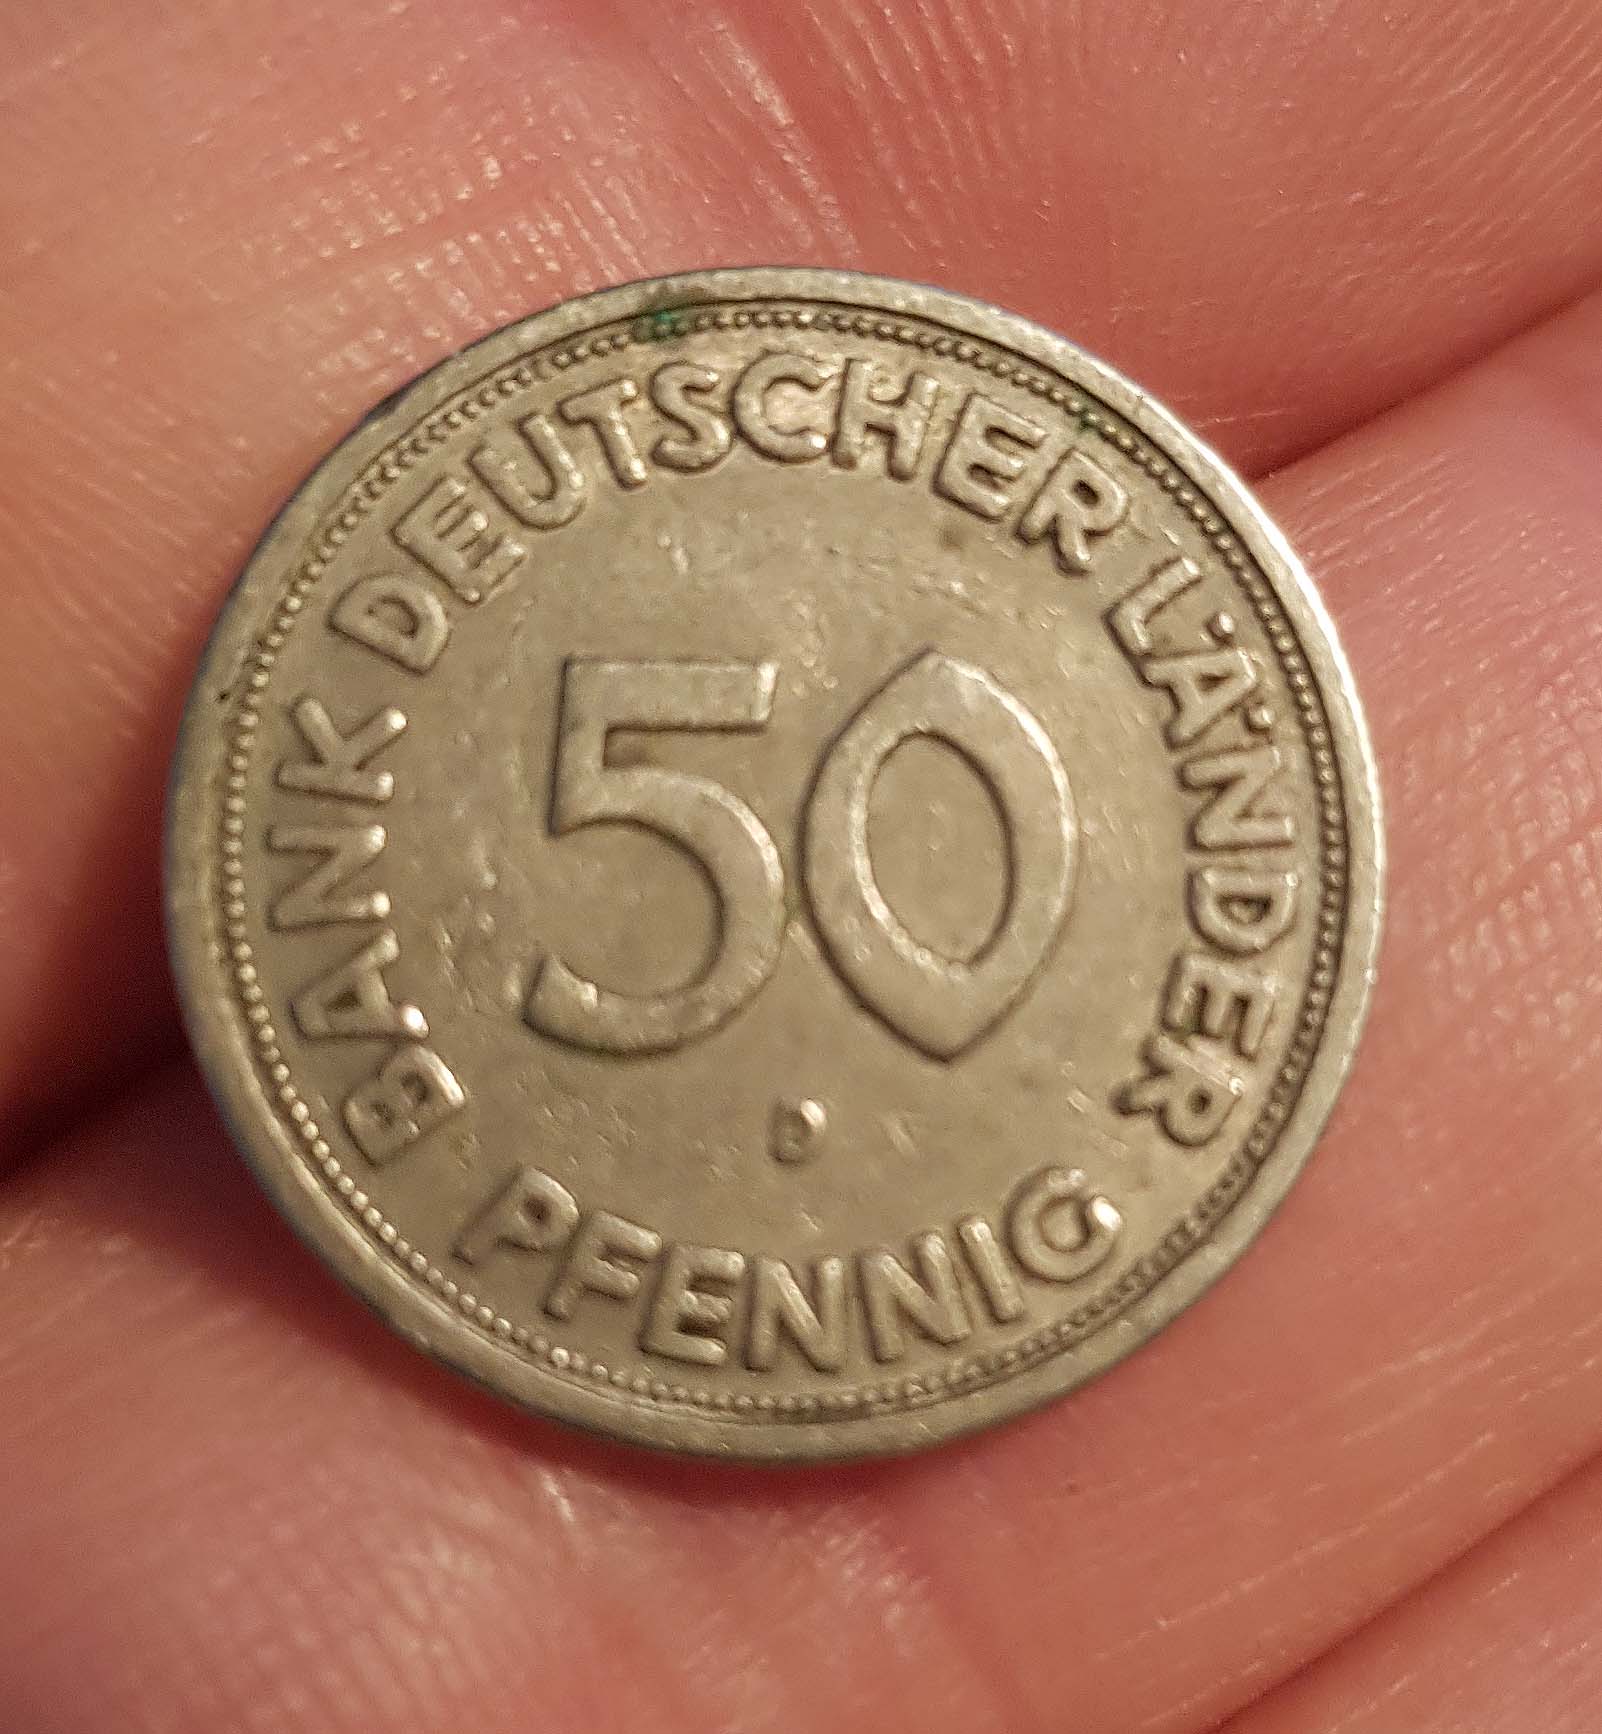 BANK DEUTSCHER LÄNDER
50
D
PFENNIG